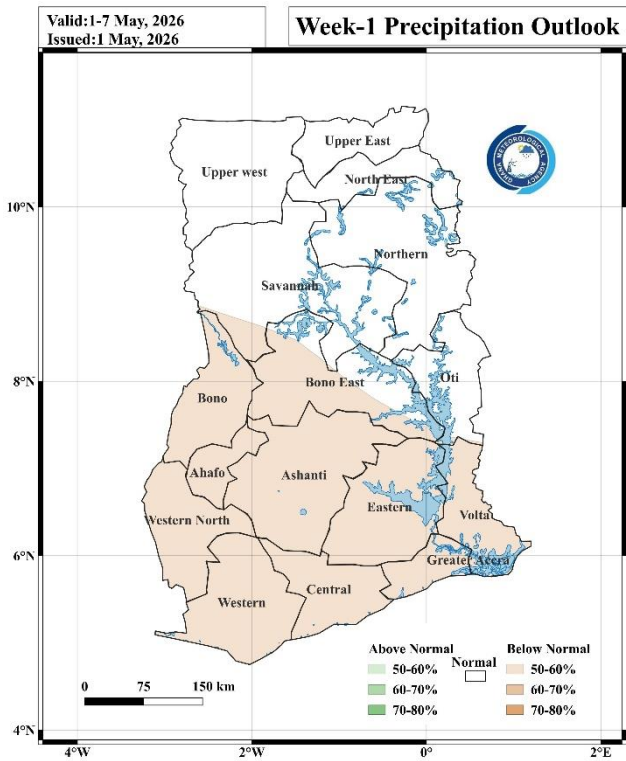 Valid:1-7 May, 2026
Issued:1 May, 2026
Week-1 Precipitation Outlook
Upper East
Upper west
North East
GHANA METEOROLOGICAL AGENCY
10°N
Northern
Savannah
8°N
Bono East
Oti
Bono
Ahafo
Ashanti
Eastern
Volta
Western North
6°N
Greater Accra
Central
Western
Above Normal
Normal
Below Normal
50-60%
50-60%
60-70%
60-70%
70-80%
70-80%
0 75 150 km
4°N
4°W
2°W
0°
2°E